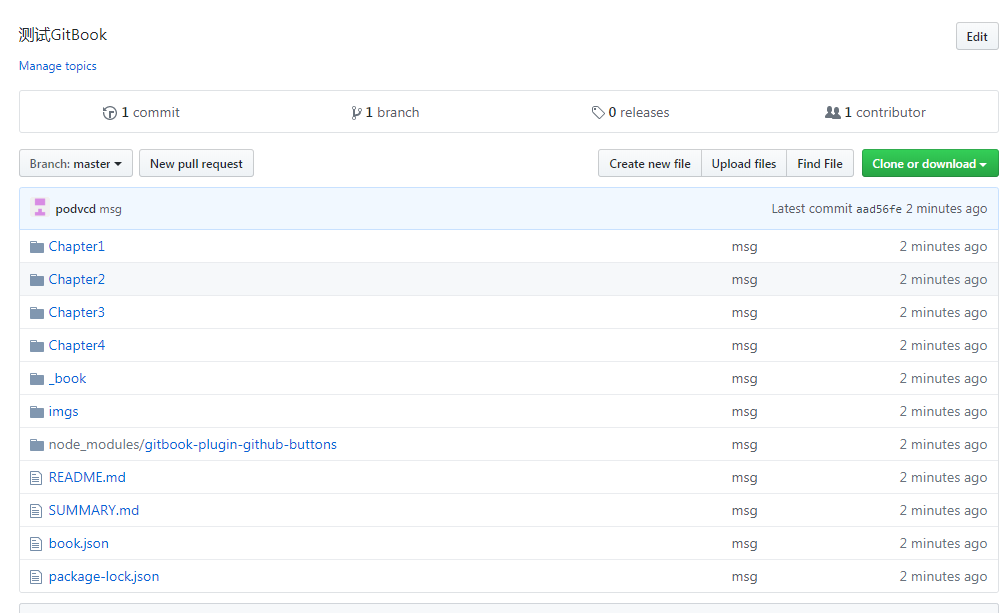 测试GitBook
Edit
Manage topics
1 commit 1 branch 0 releases 1 contributor
Branch: master New pull request Create new file Upload files Find File Clone or download
podvcd msg Latest commit aad56fe 2 minutes ago
Chapter1 msg 2 minutes ago
Chapter2 msg 2 minutes ago
Chapter3 msg 2 minutes ago
Chapter4 msg 2 minutes ago
_book msg 2 minutes ago
imgs msg 2 minutes ago
node_modules/gitbook-plugin-github-buttons msg 2 minutes ago
README.md msg 2 minutes ago
SUMMARY.md msg 2 minutes ago
book.json msg 2 minutes ago
package-lock.json msg 2 minutes ago